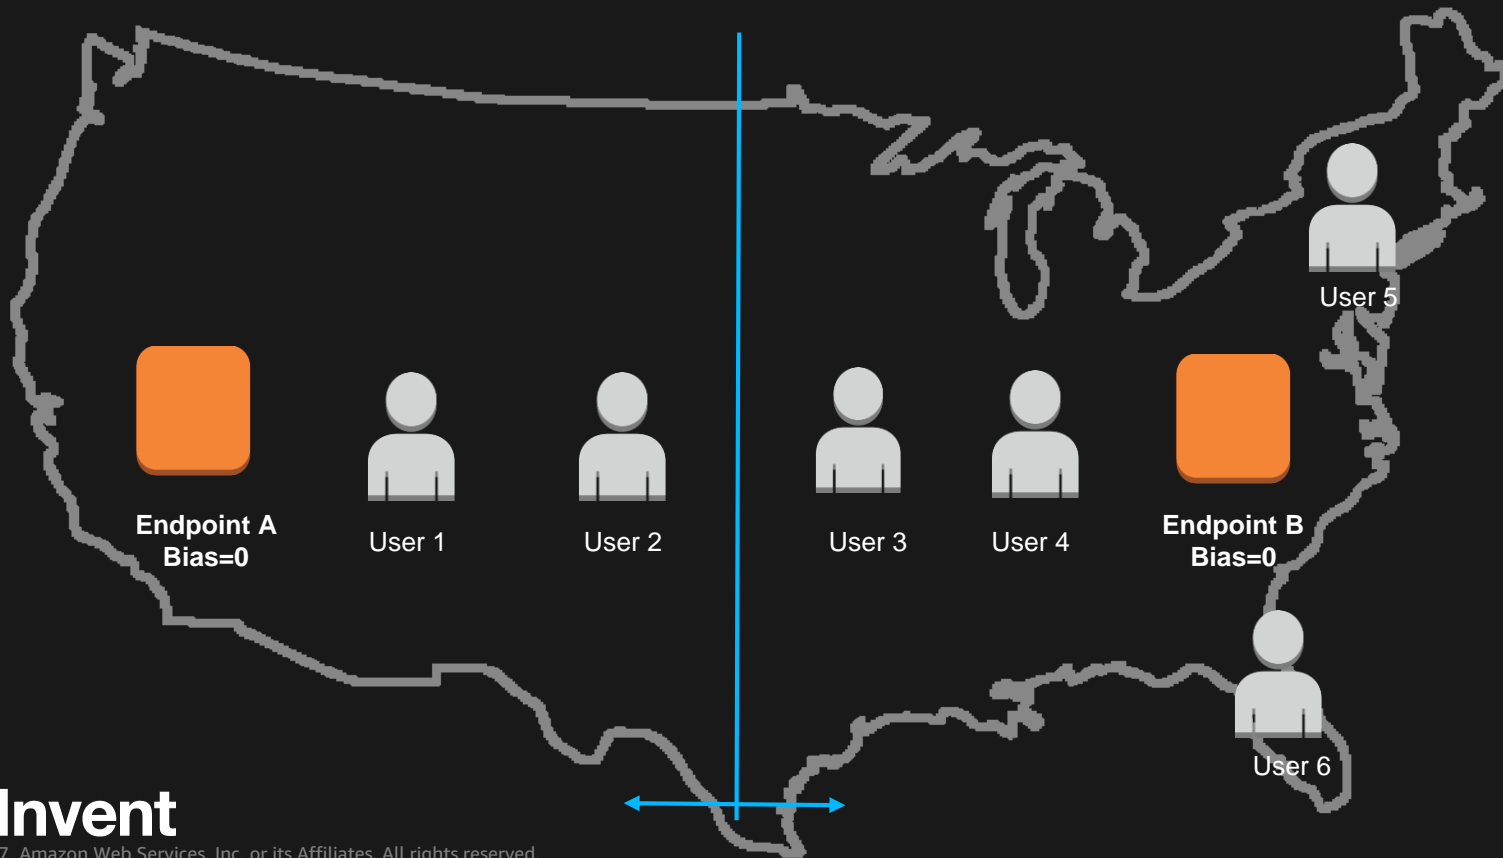 User 5
Endpoint A
Bias=0
User 1
User 2
User 3
User 4
Endpoint B
Bias=0
User 6
Invent
7, Amazon Web Services, Inc. or its Affiliates. All rights reserved